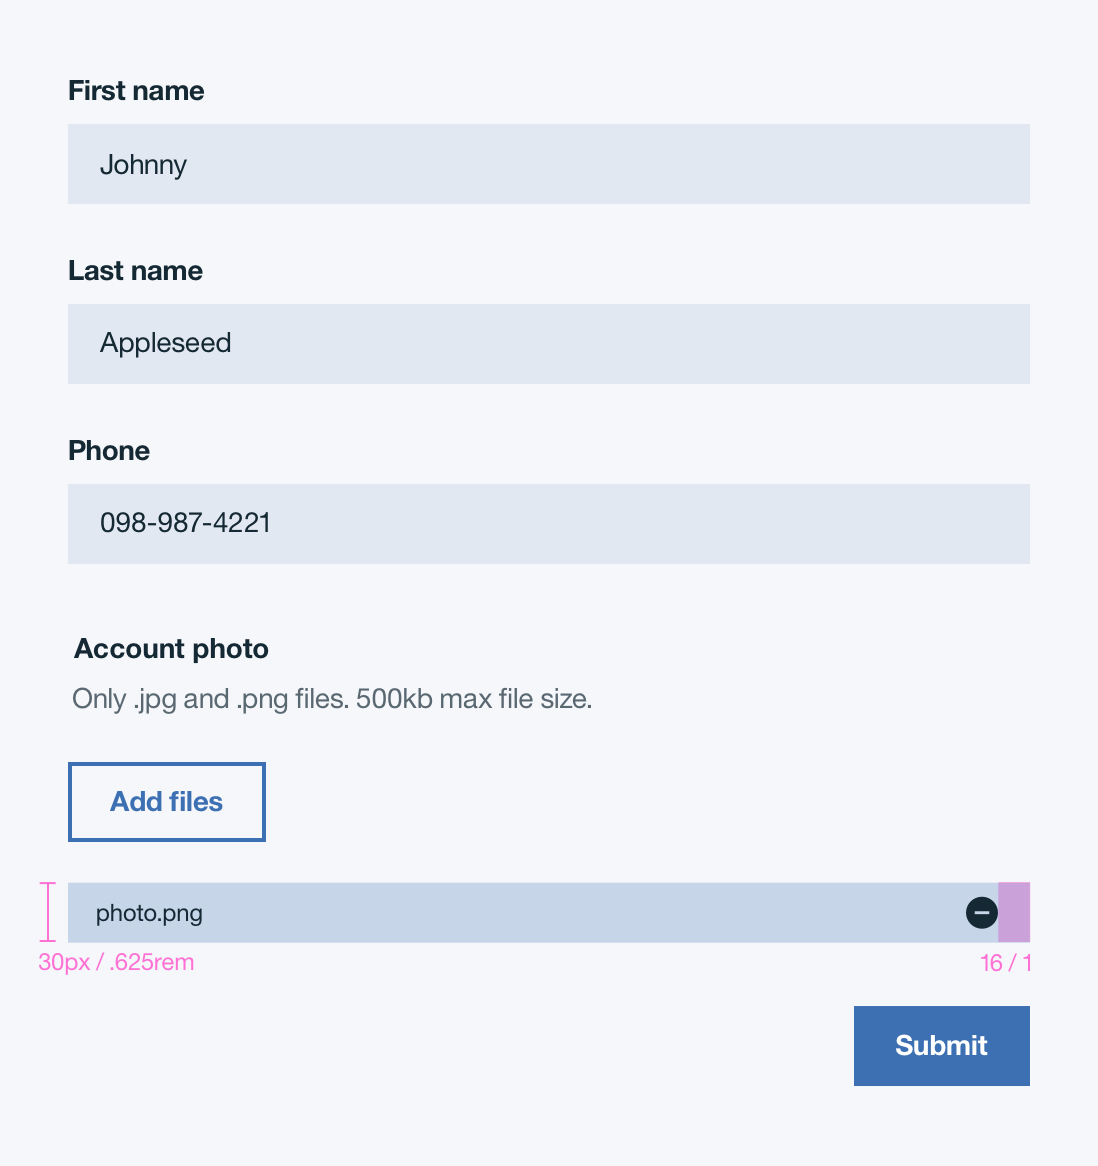 First name
Johnny
Last name
Appleseed
Phone
098-987-4221
Account photo
Only .jpg and .png files. 500kb max file size.
Add files
photo.png
30px / .625rem
16 / 1
Submit